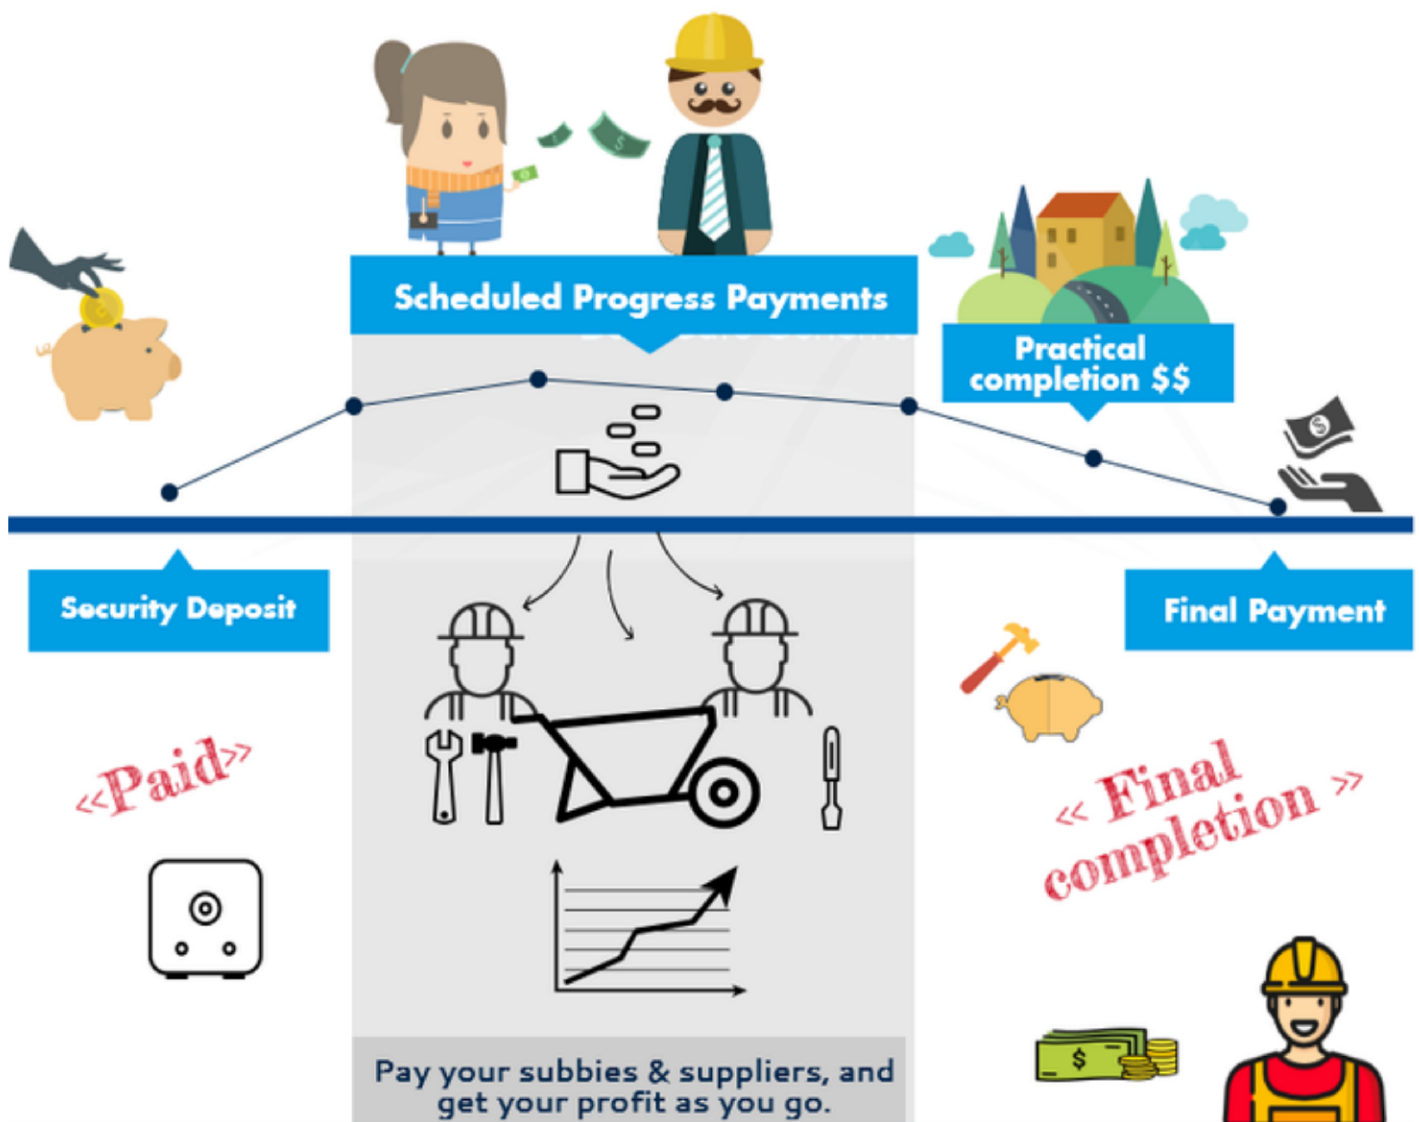 Scheduled Progress Payments
Practical
completion $$
Security Deposit
Final Payment
«Paid»
« Final
completion »
$
Pay your subbies & suppliers, and
get your profit as you go.